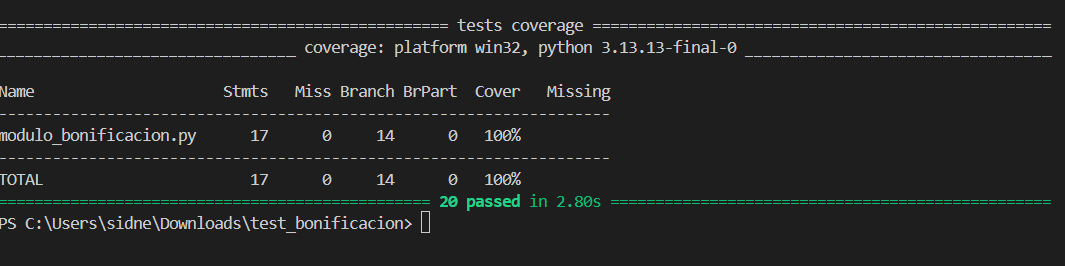 ================================================= tests coverage =================================================
_________________________________ coverage: platform win32, python 3.13.13-final-0 _________________________________
Name                     Stmts   Miss Branch BrPart  Cover   Missing
--------------------------------------------------------------------
modulo_bonificacion.py      17      0     14      0   100%
--------------------------------------------------------------------
TOTAL                       17      0     14      0   100%
================================================ 20 passed in 2.80s =================================================
PS C:\Users\sidne\Downloads\test_bonificacion>